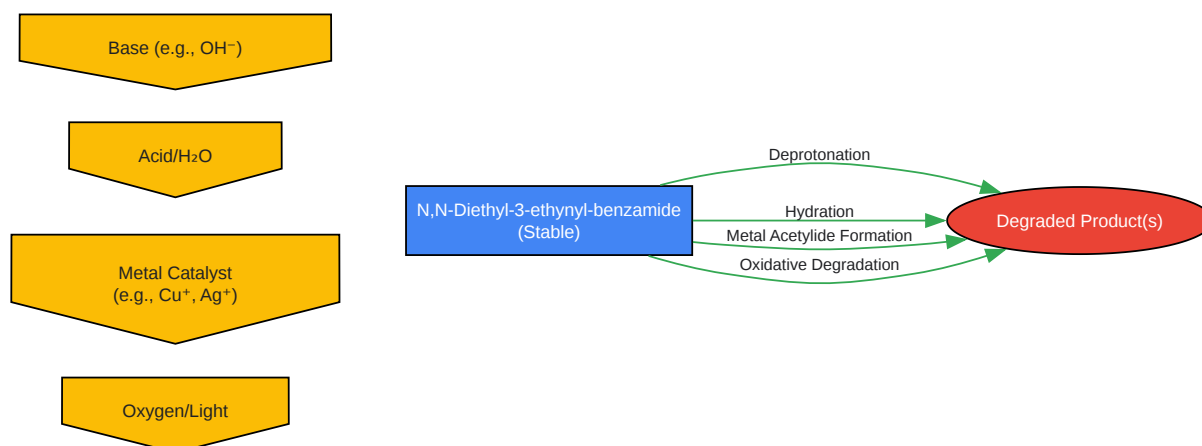 Base (e.g., OH⁻)
Acid/H₂O
Metal Catalyst
(e.g., Cu⁺, Ag⁺)
Oxygen/Light
N,N-Diethyl-3-ethynyl-benzamide
(Stable)
Deprotonation
Hydration
Metal Acetylide Formation
Oxidative Degradation
Degraded Product(s)